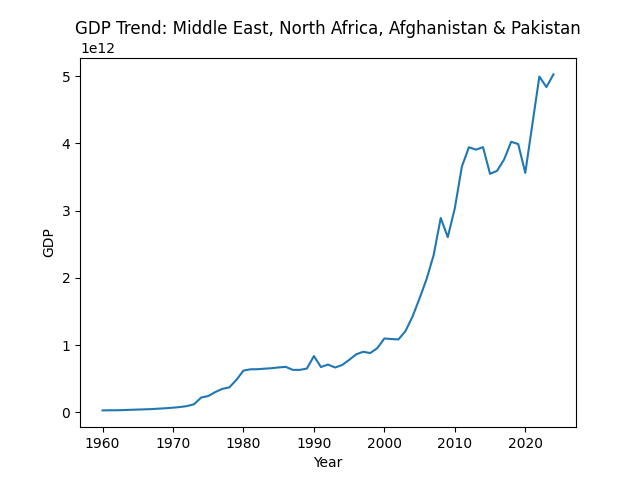 GDP Trend: Middle East, North Africa, Afghanistan & Pakistan
1e12
5
4
3
2
1
0
GDP
1960 1970 1980 1990 2000 2010 2020
Year